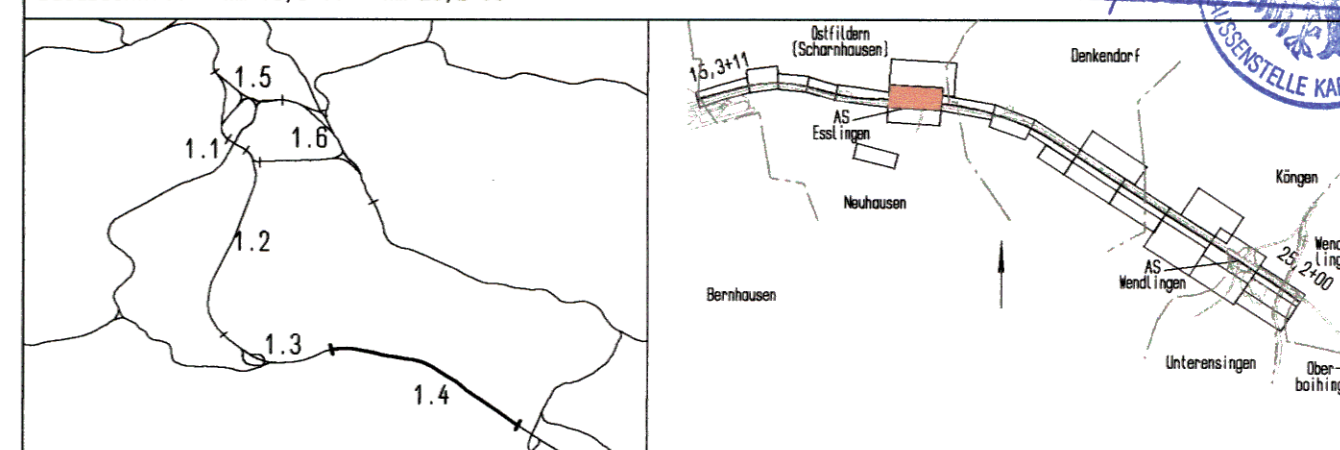 1.5
1.6
1.1
1.2
1.3
1.4
15,3+11
Ostfildern
(Scharnhausen)
Denkendorf
AS
Esslingen
Neuhausen
Köngen
Bernhausen
AS
Wendlingen
25,2+00
Unterensingen
Ober-